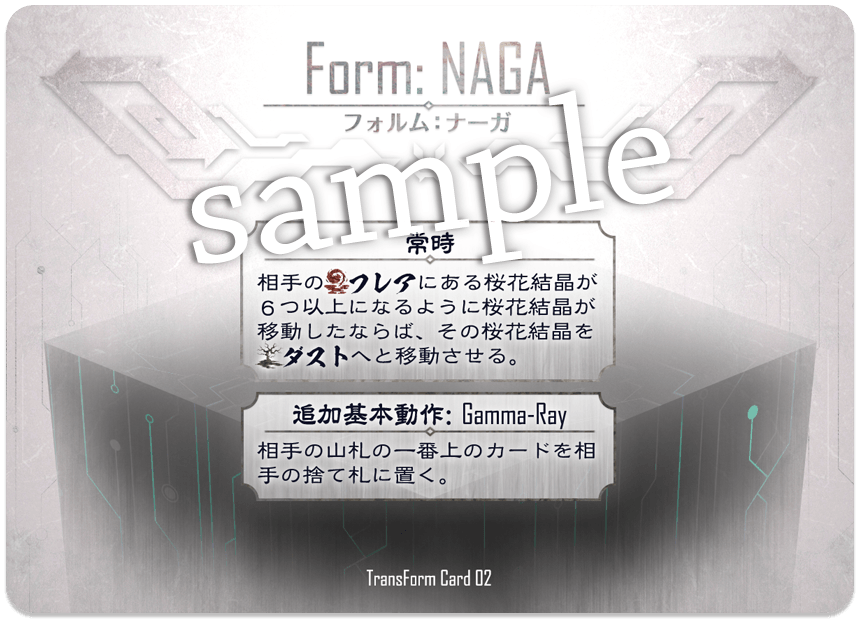 Form: NAGA
フォルム：ナーガ
sample
常時
相手のフレアにある桜花結晶が
６つ以上になるように桜花結晶が
移動したならば、その桜花結晶を
ダストへと移動させる。
追加基本動作: Gamma-Ray
相手の山札の一番上のカードを相
手の捨て札に置く。
TransForm Card 02